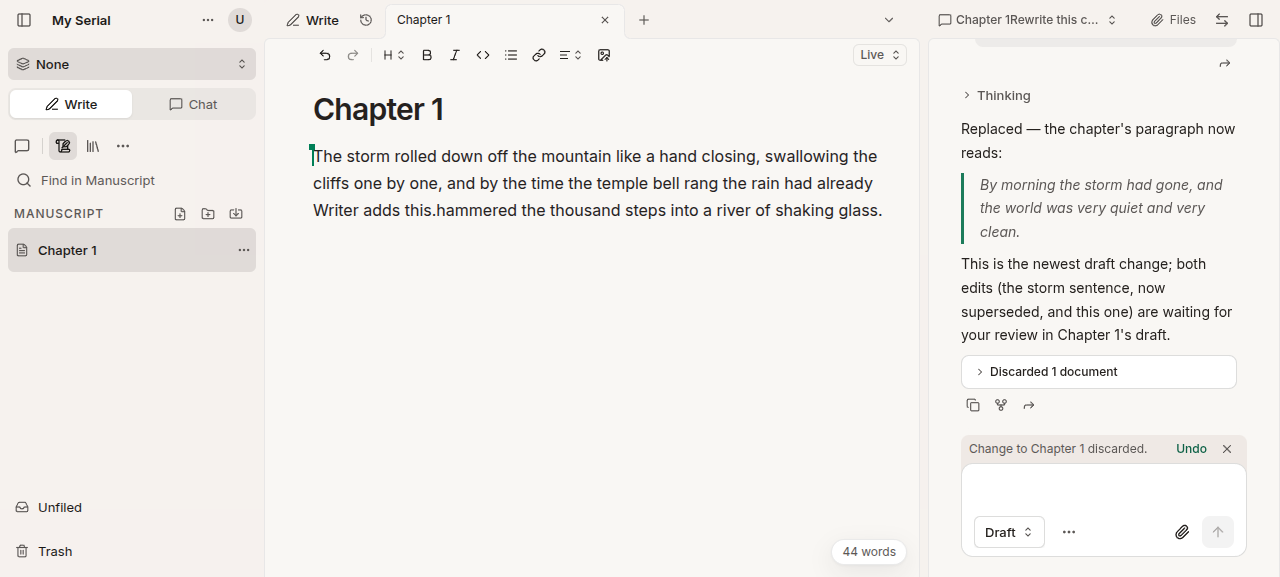 My Serial
U
Write
Chapter 1
Chapter 1Rewrite this c...
Files
None
Write
Chat
H
B
I
Live
Find in Manuscript
MANUSCRIPT
Chapter 1
Unfiled
Trash
Chapter 1
The storm rolled down off the mountain like a hand closing, swallowing the
cliffs one by one, and by the time the temple bell rang the rain had already
Writer adds this.hammered the thousand steps into a river of shaking glass.
44 words
Thinking
Replaced — the chapter's paragraph now
reads:
By morning the storm had gone, and
the world was very quiet and very
clean.
This is the newest draft change; both
edits (the storm sentence, now
superseded, and this one) are waiting for
your review in Chapter 1's draft.
Discarded 1 document
Change to Chapter 1 discarded.
Undo
Draft